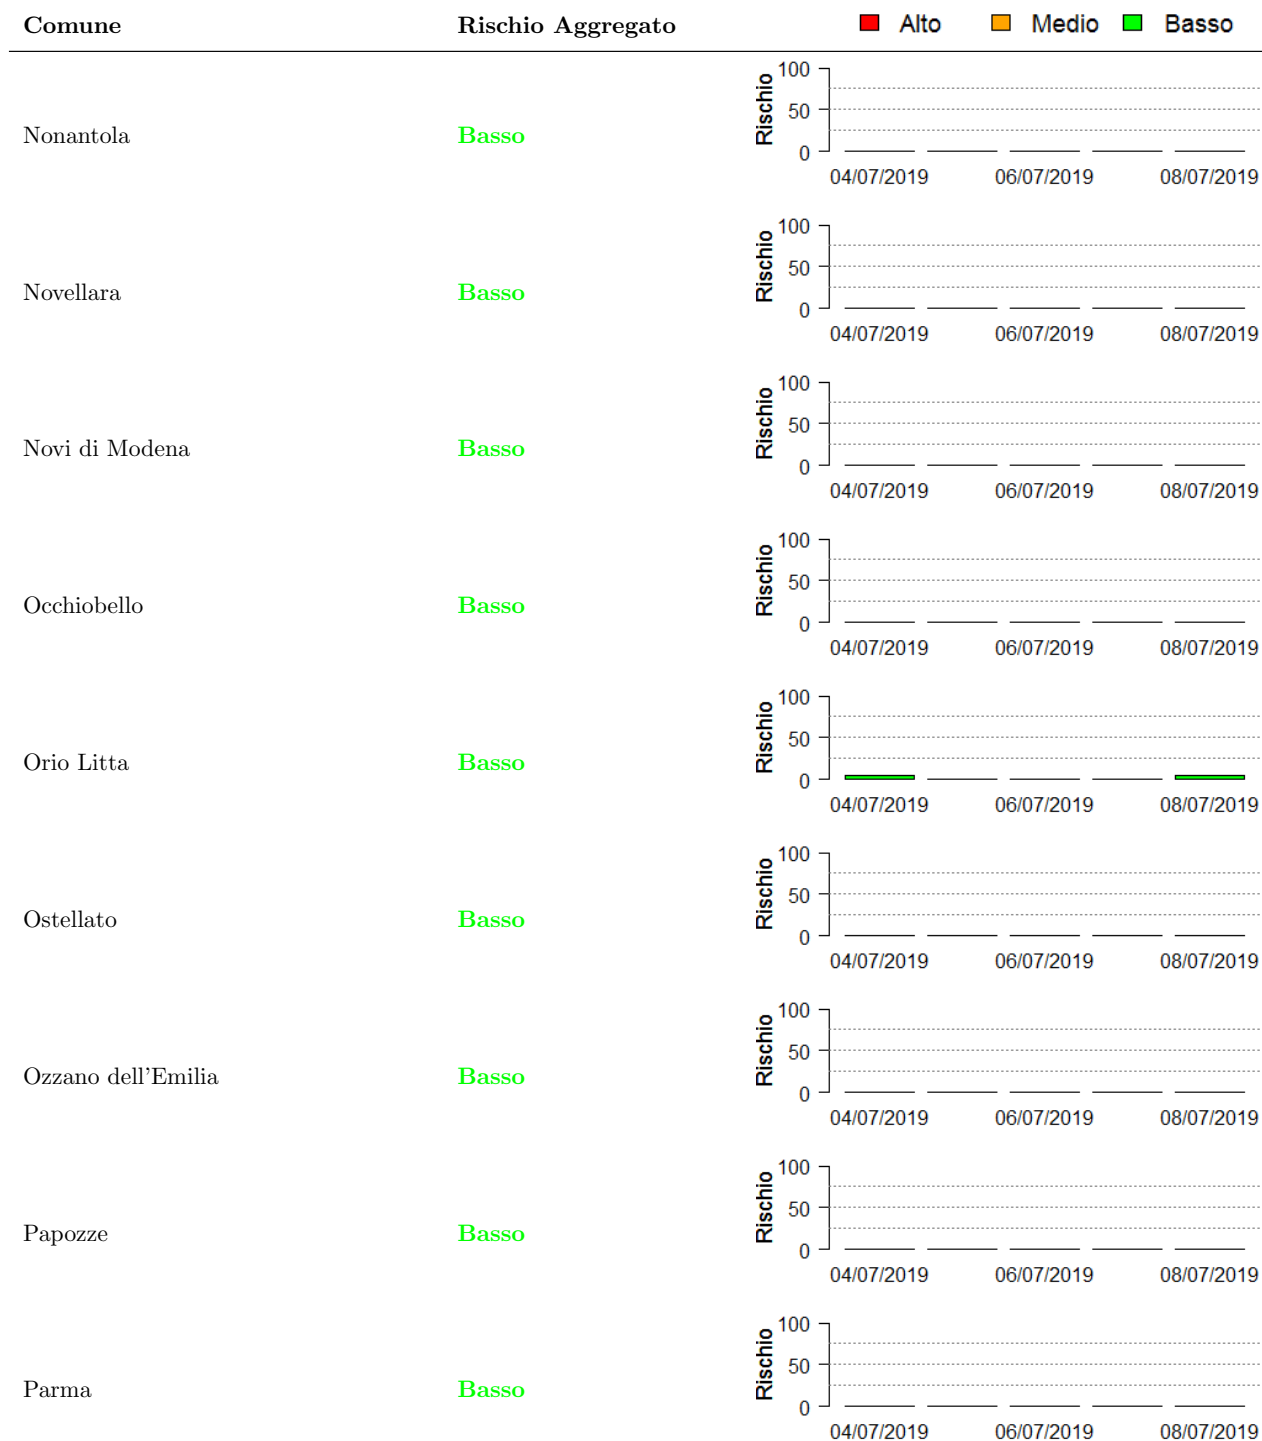 Comune Rischio Aggregato Alto Medio Basso
100
50
0
Rischio
Nonantola Basso
04/07/2019 06/07/2019 08/07/2019
100
50
0
Rischio
Novellara Basso
04/07/2019 06/07/2019 08/07/2019
100
50
0
Rischio
Novi di Modena Basso
04/07/2019 06/07/2019 08/07/2019
100
50
0
Rischio
Occhiobello Basso
04/07/2019 06/07/2019 08/07/2019
100
50
0
Rischio
Orio Litta Basso
04/07/2019 06/07/2019 08/07/2019
100
50
0
Rischio
Ostellato Basso
04/07/2019 06/07/2019 08/07/2019
100
50
0
Rischio
Ozzano dell'Emilia Basso
04/07/2019 06/07/2019 08/07/2019
100
50
0
Rischio
Papozze Basso
04/07/2019 06/07/2019 08/07/2019
100
50
0
Rischio
Parma Basso
04/07/2019 06/07/2019 08/07/2019